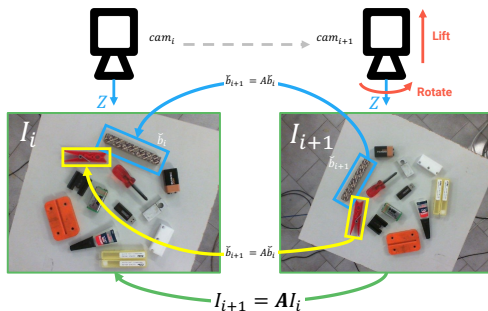 cam_i
cam_{i+1}
Lift
Rotate
Z
Z
I_i
b̄_i
b̄_{i+1} = Ab̄_i
I_{i+1}
b̄_{i+1}
b̄_{i+1} = Ab̄_i
I_{i+1} = AI_i